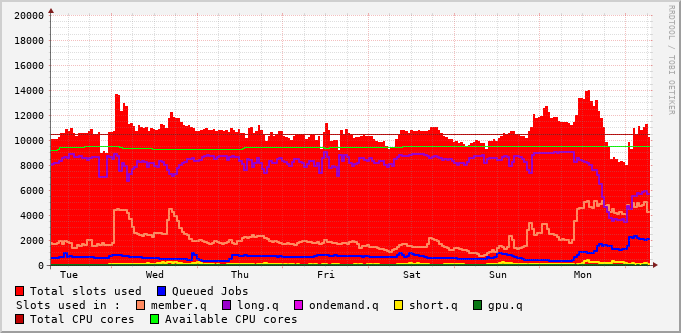 20000
18000
16000
14000
12000
10000
8000
6000
4000
2000
0
Tue Wed Thu Fri Sat Sun Mon
RRDTOOL / TOBI OETIKER
Total slots used Queued Jobs
Slots used in : member.q long.q ondemand.q short.q gpu.q
Total CPU cores Available CPU cores